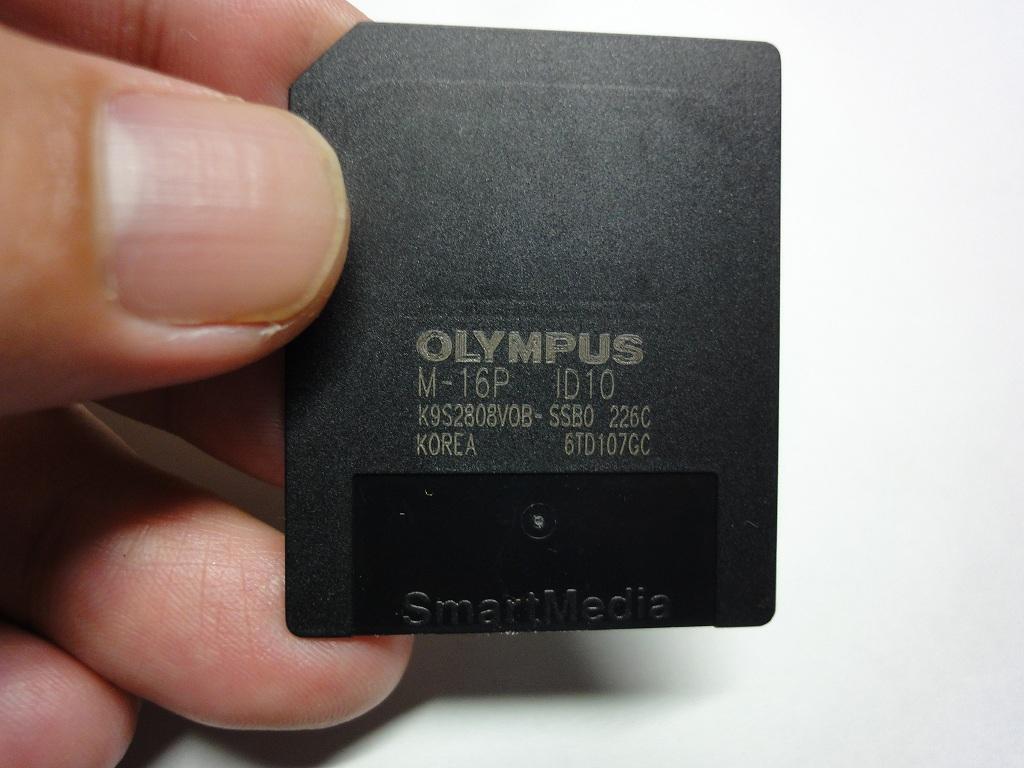 OLYMPUS
M-16P ID10
K9S2808V0B-SSB0 226C
KOREA 6TD107GC
SmartMedia